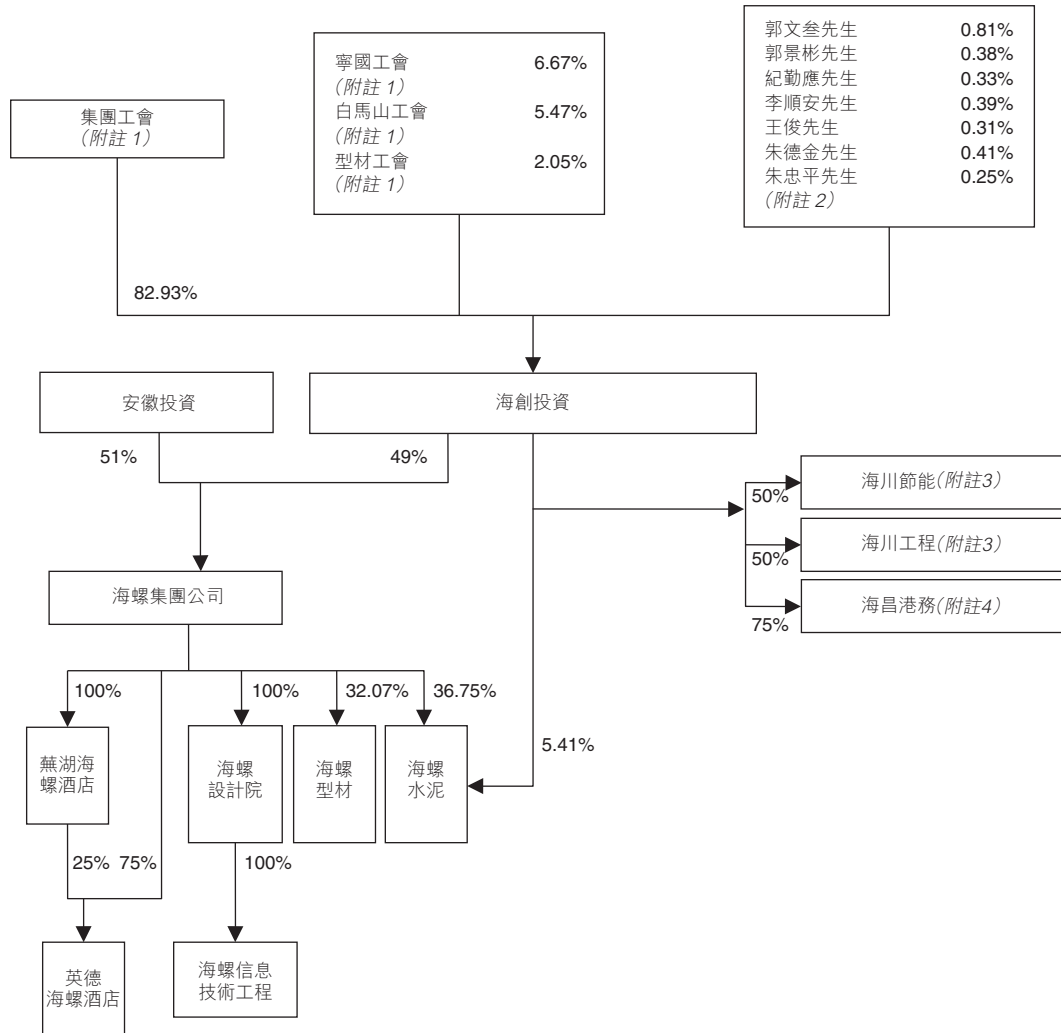 集團工會
(附註 1)
寧國工會 6.67%
(附註 1)
白馬山工會 5.47%
(附註 1)
型材工會 2.05%
(附註 1)
郭文叁先生 0.81%
郭景彬先生 0.38%
紀勤應先生 0.33%
李順安先生 0.39%
王俊先生 0.31%
朱德金先生 0.41%
朱忠平先生 0.25%
(附註 2)
82.93%
安徽投資
海創投資
51%
49%
海川節能(附註3)
50%
海川工程(附註3)
50%
海昌港務(附註4)
75%
海螺集團公司
100%
100%
32.07%
36.75%
5.41%
蕪湖海
螺酒店
海螺
設計院
海螺
型材
海螺
水泥
25%
75%
100%
英德
海螺酒店
海螺信息
技術工程